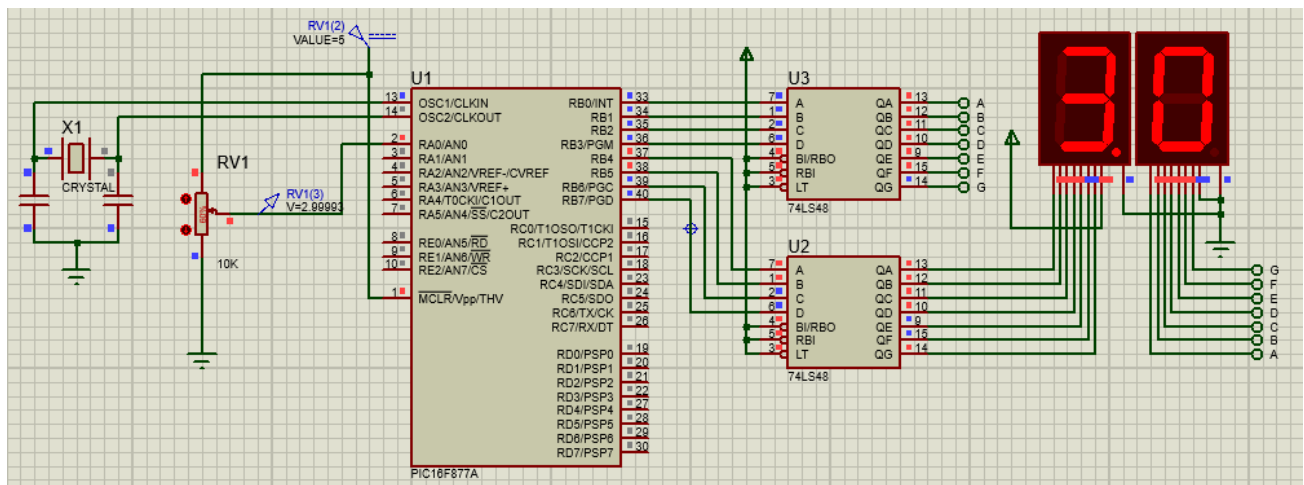 RV1(2)
VALUE=5
U1
13 OSC1/CLKIN RB0/INT 33
14 OSC2/CLKOUT RB1 34
RB2 35
2 RA0/AN0 RB3/PGM 36
3 RA1/AN1 RB4 37
4 RA2/AN2/VREF-/CVREF RB5 38
5 RA3/AN3/VREF+ RB6/PGC 39
6 RA4/T0CKI/C1OUT RB7/PGD 40
7 RA5/AN4/SS/C2OUT
RC0/T1OSO/T1CKI 15
8 RE0/AN5/RD RC1/T1OSI/CCP2 16
9 RE1/AN6/WR RC2/CCP1 17
10 RE2/AN7/CS RC3/SCK/SCL 18
RC4/SDI/SDA 23
1 MCLR/Vpp/THV RC5/SDO 24
RC6/TX/CK 25
RC7/RX/DT 26
RD0/PSP0 19
RD1/PSP1 20
RD2/PSP2 21
RD3/PSP3 22
RD4/PSP4 27
RD5/PSP5 28
RD6/PSP6 29
RD7/PSP7 30
PIC16F877A
X1
CRYSTAL
RV1
60%
10K
RV1(3)
V=2.99993
U3
7 A QA 13 A
1 B QB 12 B
2 C QC 11 C
6 D QD 10 D
4 BI/RBO QE 9 E
5 RBI QF 15 F
3 LT QG 14 G
74LS48
U2
7 A QA 13
1 B QB 12
2 C QC 11
6 D QD 10
4 BI/RBO QE 9
5 RBI QF 15
3 LT QG 14
74LS48
3.0
G
F
E
D
C
B
A